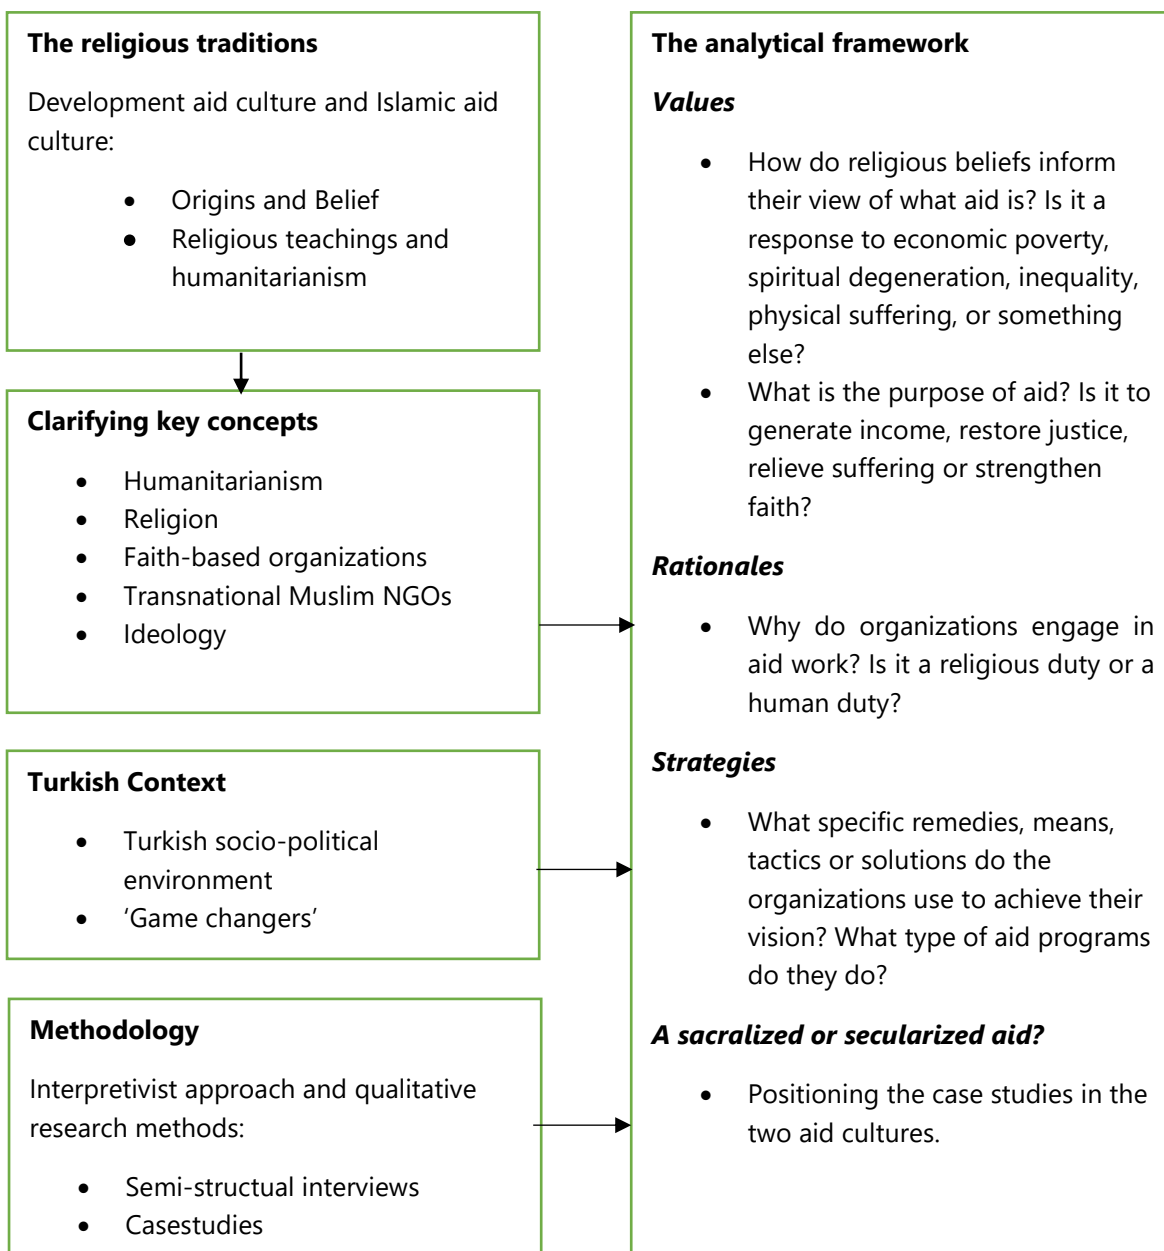 The religious traditions
Development aid culture and Islamic aid
culture:
• Origins and Belief
• Religious teachings and
humanitarianism
Clarifying key concepts
• Humanitarianism
• Religion
• Faith-based organizations
• Transnational Muslim NGOs
• Ideology
Turkish Context
• Turkish socio-political
environment
• ‘Game changers’
Methodology
Interpretivist approach and qualitative
research methods:
• Semi-structual interviews
• Casestudies
The analytical framework
Values
• How do religious beliefs inform
their view of what aid is? Is it a
response to economic poverty,
spiritual degeneration, inequality,
physical suffering, or something
else?
• What is the purpose of aid? Is it to
generate income, restore justice,
relieve suffering or strengthen
faith?
Rationales
• Why do organizations engage in
aid work? Is it a religious duty or a
human duty?
Strategies
• What specific remedies, means,
tactics or solutions do the
organizations use to achieve their
vision? What type of aid programs
do they do?
A sacralized or secularized aid?
• Positioning the case studies in the
two aid cultures.